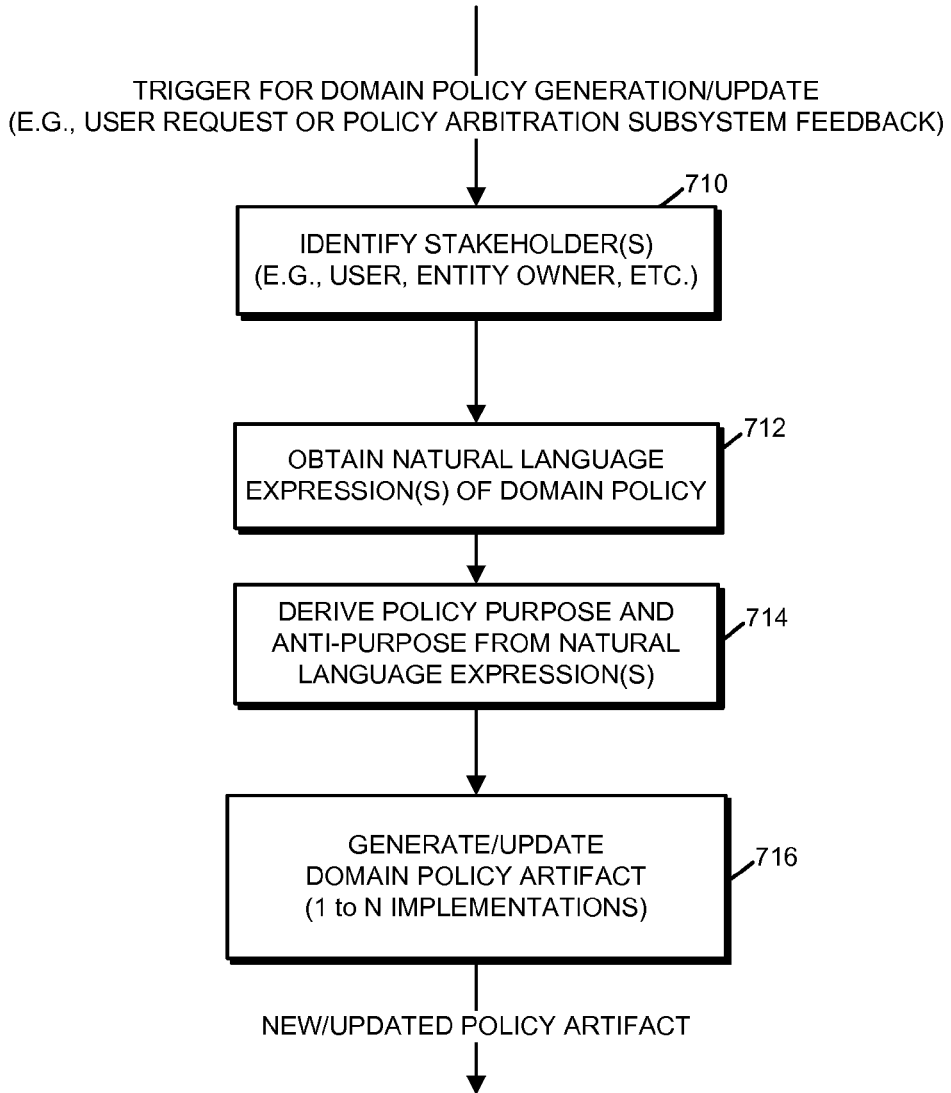 TRIGGER FOR DOMAIN POLICY GENERATION/UPDATE
(E.G., USER REQUEST OR POLICY ARBITRATION SUBSYSTEM FEEDBACK)
710
IDENTIFY STAKEHOLDER(S)
(E.G., USER, ENTITY OWNER, ETC.)
712
OBTAIN NATURAL LANGUAGE
EXPRESSION(S) OF DOMAIN POLICY
714
DERIVE POLICY PURPOSE AND
ANTI-PURPOSE FROM NATURAL
LANGUAGE EXPRESSION(S)
716
GENERATE/UPDATE
DOMAIN POLICY ARTIFACT
(1 to N IMPLEMENTATIONS)
NEW/UPDATED POLICY ARTIFACT